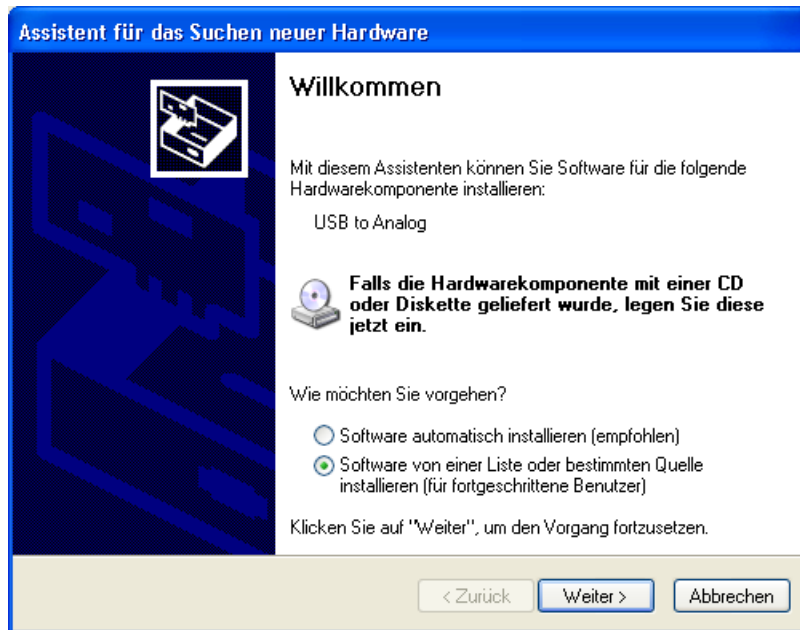 Assistent für das Suchen neuer Hardware
Willkommen
Mit diesem Assistenten können Sie Software für die folgende
Hardwarekomponente installieren:
USB to Analog
Falls die Hardwarekomponente mit einer CD
oder Diskette geliefert wurde, legen Sie diese
jetzt ein.
Wie möchten Sie vorgehen?
Software automatisch installieren (empfohlen)
Software von einer Liste oder bestimmten Quelle
installieren (für fortgeschrittene Benutzer)
Klicken Sie auf "Weiter", um den Vorgang fortzusetzen.
< Zurück Weiter > Abbrechen